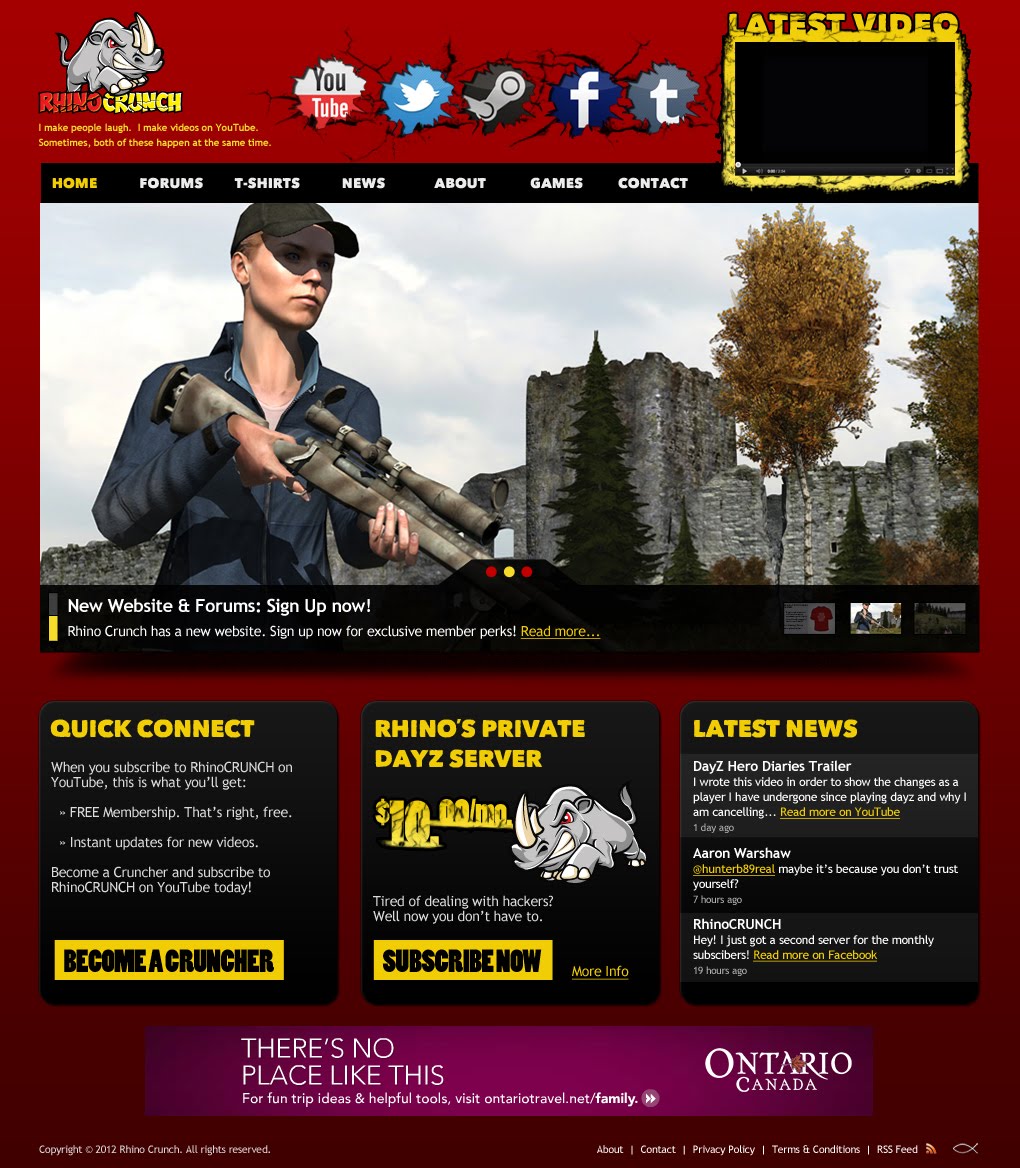 RHINOCRUNCH
I make people laugh.  I make videos on YouTube.
Sometimes, both of these happen at the same time.
You
Tube
t
LATEST VIDEO
HOME
FORUMS
T-SHIRTS
NEWS
ABOUT
GAMES
CONTACT
New Website & Forums: Sign Up now!
Rhino Crunch has a new website. Sign up now for exclusive member perks! Read more...
QUICK CONNECT
When you subscribe to RhinoCRUNCH on
YouTube, this is what you'll get:
» FREE Membership. That's right, free.
» Instant updates for new videos.
Become a Cruncher and subscribe to
RhinoCRUNCH on YouTube today!
BECOME A CRUNCHER
RHINO'S PRIVATE
DAYZ SERVER
$10.00/mo.
Tired of dealing with hackers?
Well now you don't have to.
SUBSCRIBE NOW
More Info
LATEST NEWS
DayZ Hero Diaries Trailer
I wrote this video in order to show the changes as a
player I have undergone since playing dayz and why I
am cancelling... Read more on YouTube
1 day ago
Aaron Warshaw
@hunterb89real maybe it's because you don't trust
yourself?
7 hours ago
RhinoCRUNCH
Hey! I just got a second server for the monthly
subscibers! Read more on Facebook
19 hours ago
THERE'S NO
PLACE LIKE THIS
For fun trip ideas & helpful tools, visit ontariotravel.net/family.
ONTARIO
CANADA
Copyright © 2012 Rhino Crunch. All rights reserved.
About | Contact | Privacy Policy | Terms & Conditions | RSS Feed